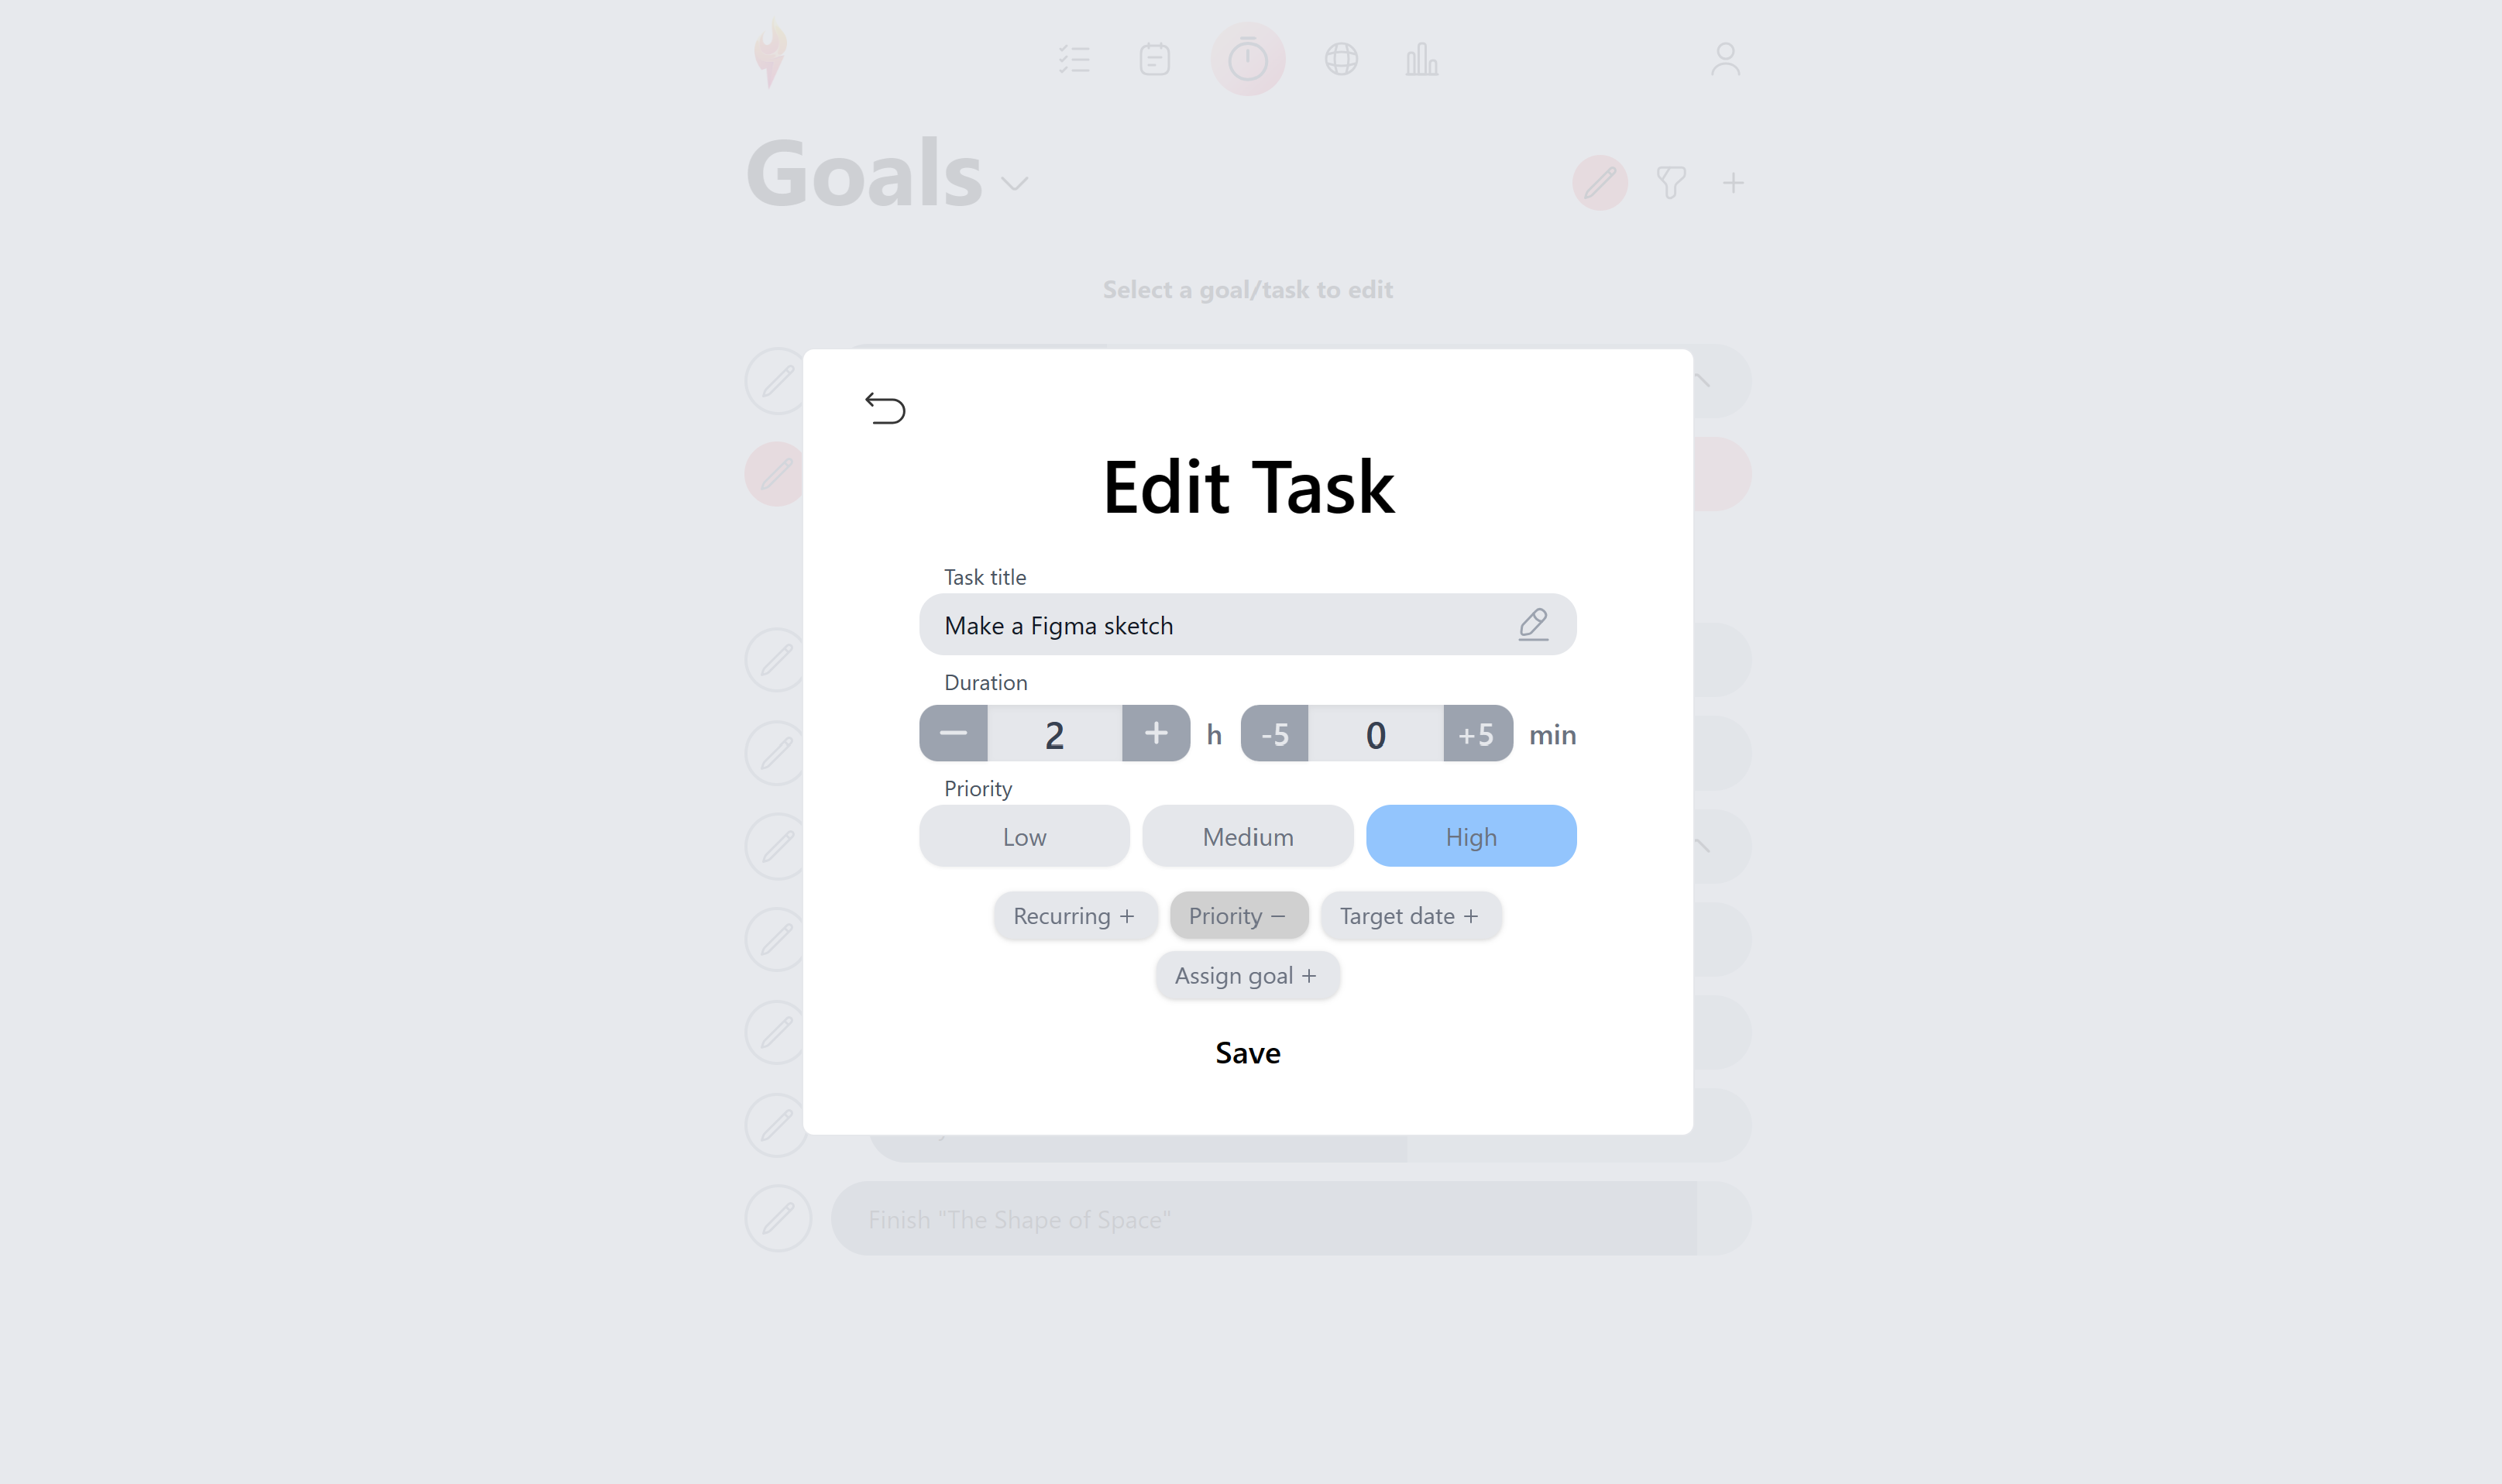 Goals
Select a goal/task to edit
Edit Task
Task title
Make a Figma sketch
Duration
2 h -5 0 +5 min
Priority
Low Medium High
Recurring + Priority − Target date +
Assign goal +
Save
Finish "The Shape of Space"